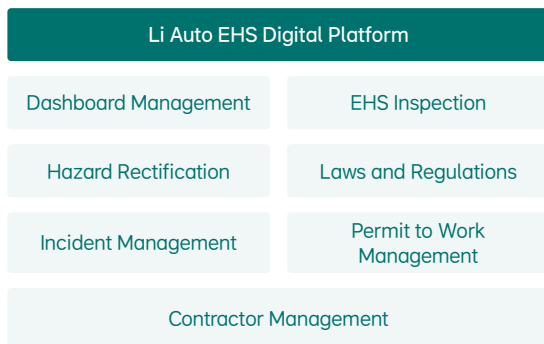 Li Auto EHS Digital Platform
Dashboard Management
EHS Inspection
Hazard Rectification
Laws and Regulations
Incident Management
Permit to Work
Management
Contractor Management